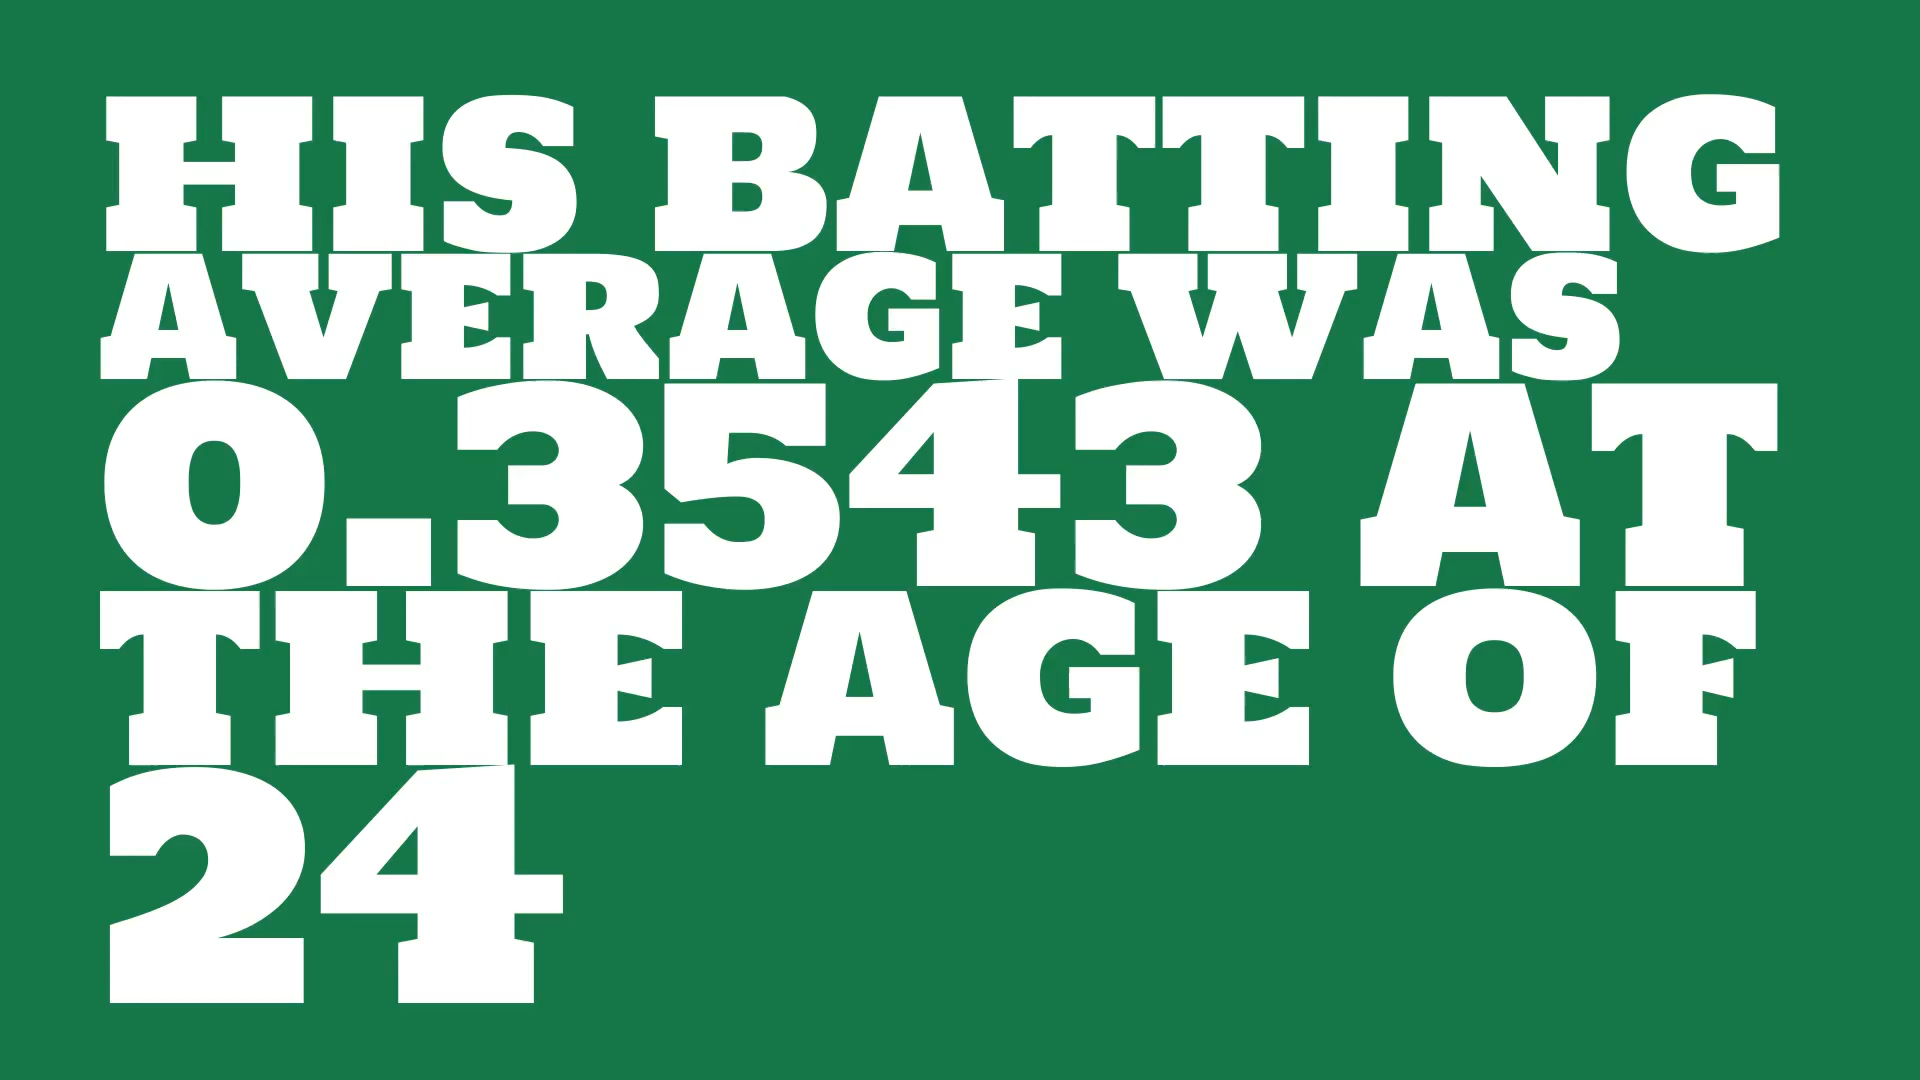 HIS BATTING
AVERAGE WAS
0.3543 AT
THE AGE OF
24